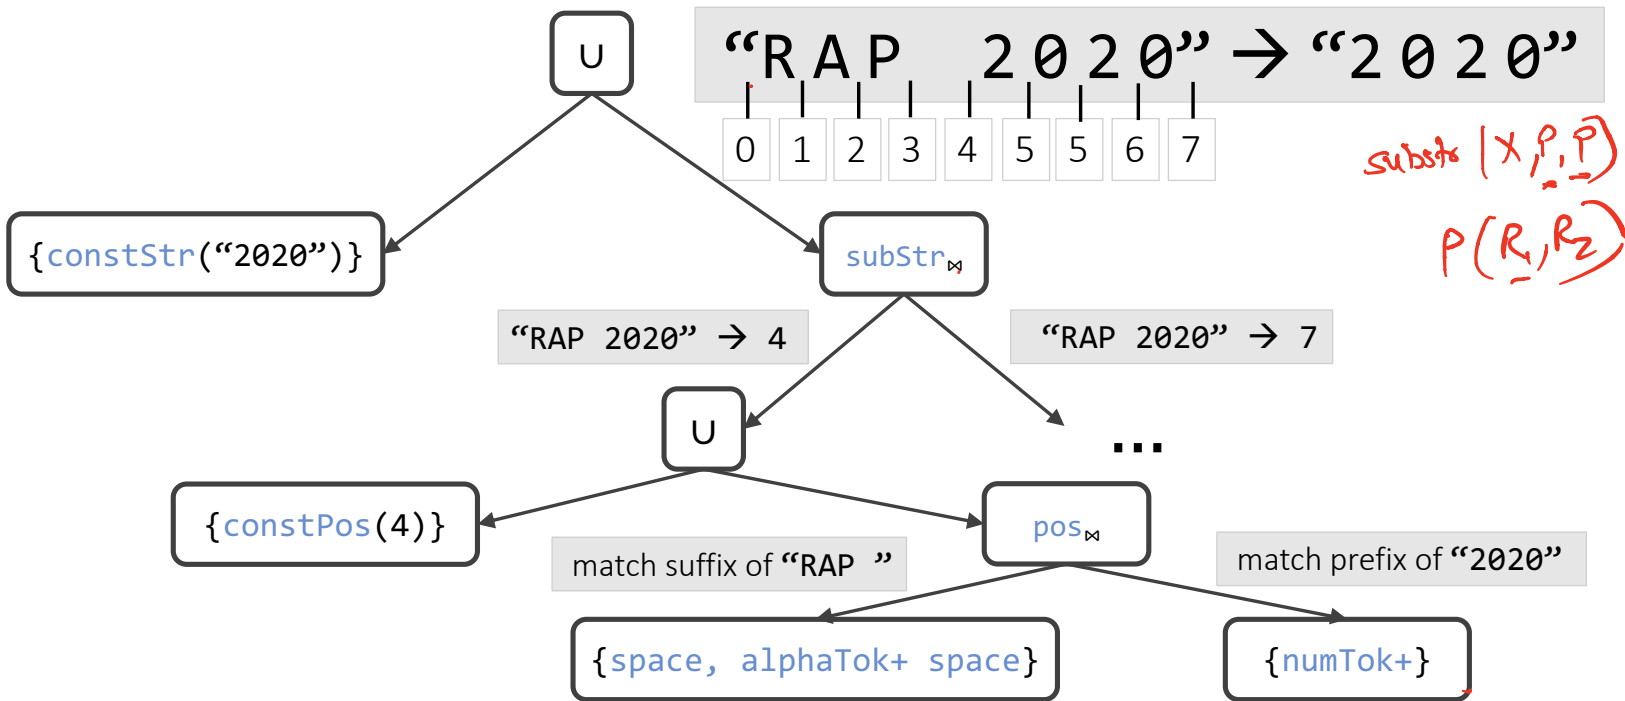 ∪
“RAP 2020” → “2020”
0 1 2 3 4 5 5 6 7
substr (X, P, P)
P(R1, R2)
{constStr(“2020”)}
subStr⋈
“RAP 2020” → 4
“RAP 2020” → 7
∪
...
{constPos(4)}
pos⋈
match suffix of “RAP ”
match prefix of “2020”
{space, alphaTok+ space}
{numTok+}